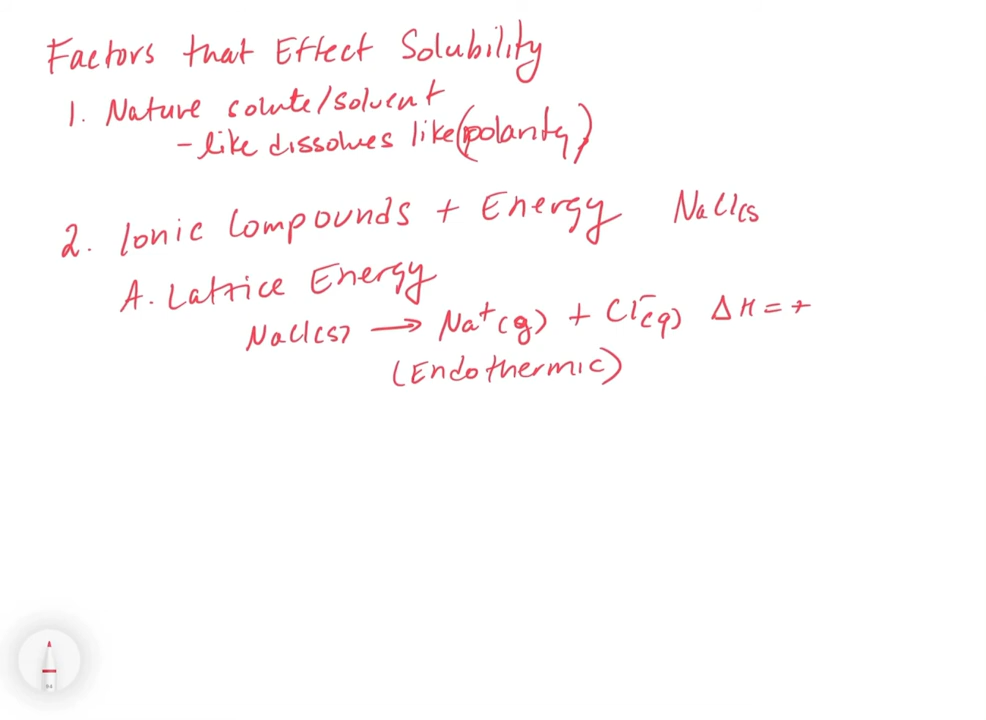 Factors that Effect Solubility
1. Nature solute/solvent
- like dissolves like (polarity)
2. Ionic Compounds + Energy NaCl(s
A. Lattice Energy
NaCl(s) → Na⁺(g) + Cl⁻(g) ΔH = +
(Endothermic)